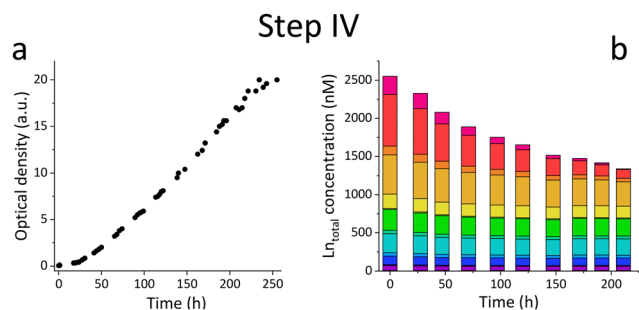 Step IV
a
b
Optical density (a.u.)
20
15
10
5
0
0 50 100 150 200 250
Time (h)
Ln_total concentration (nM)
2500
2000
1500
1000
500
0
0 50 100 150 200
Time (h)